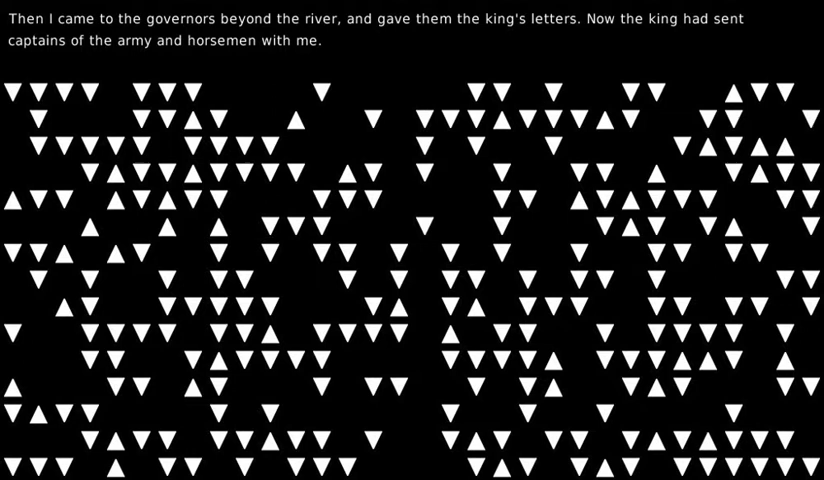 Then I came to the governors beyond the river, and gave them the king's letters. Now the king had sent
captains of the army and horsemen with me.